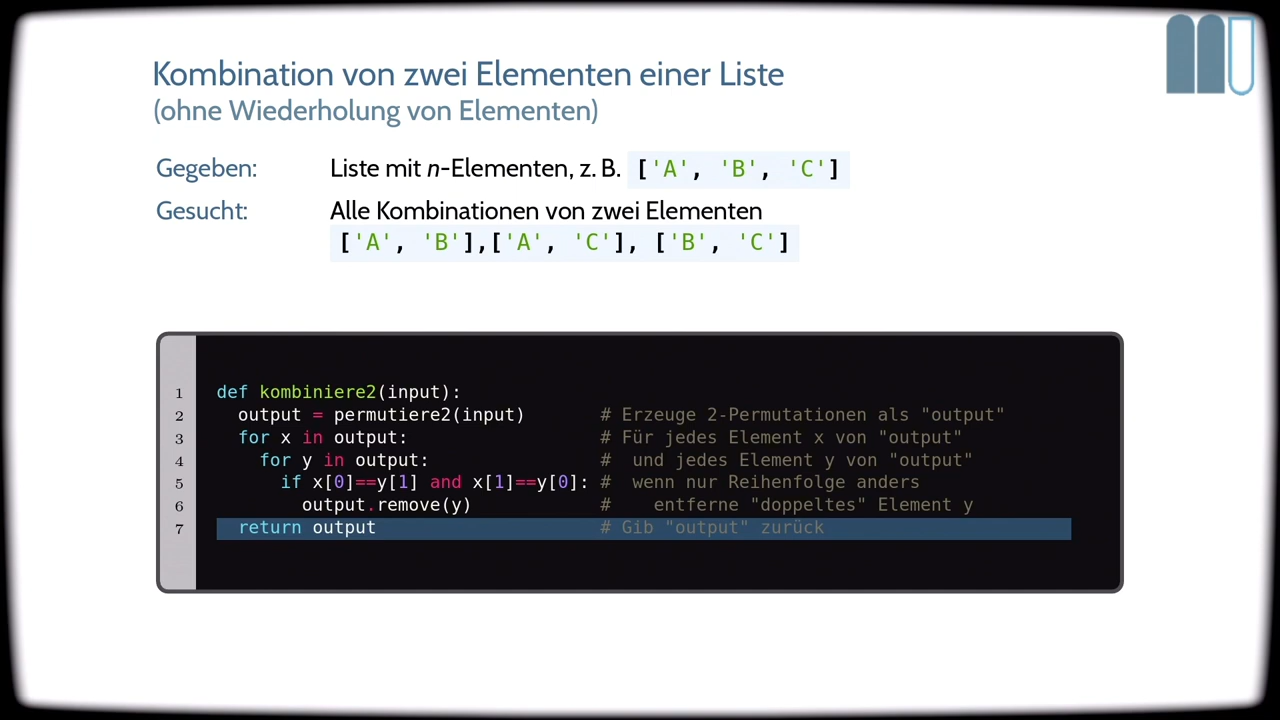 Kombination von zwei Elementen einer Liste
(ohne Wiederholung von Elementen)
Gegeben: Liste mit n-Elementen, z. B. ['A', 'B', 'C']
Gesucht: Alle Kombinationen von zwei Elementen
['A', 'B'],['A', 'C'], ['B', 'C']
1 def kombiniere2(input):
2 output = permutiere2(input) # Erzeuge 2-Permutationen als "output"
3 for x in output: # Für jedes Element x von "output"
4 for y in output: # und jedes Element y von "output"
5 if x[0]==y[1] and x[1]==y[0]: # wenn nur Reihenfolge anders
6 output.remove(y) # entferne "doppeltes" Element y
7 return output # Gib "output" zurück